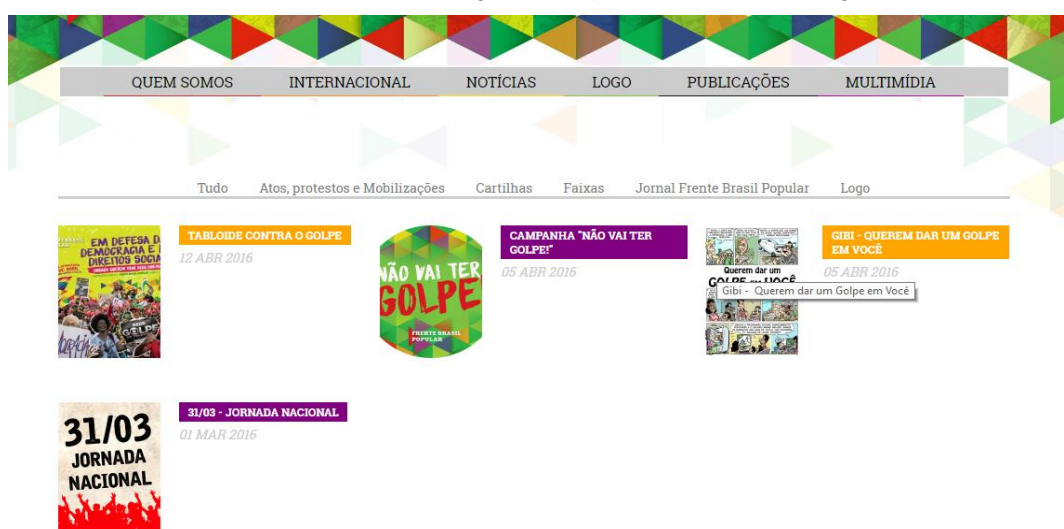 QUEM SOMOS INTERNACIONAL NOTÍCIAS LOGO PUBLICAÇÕES MULTIMÍDIA
Tudo Atos, protestos e Mobilizações Cartilhas Faixas Jornal Frente Brasil Popular Logo
EM DEFESA DA
DEMOCRACIA E
DIREITOS SOCIA
GOLPE
TABLOIDE CONTRA O GOLPE
12 ABR 2016
NÃO VAI TER
GOLPE
FRENTE BRASIL
POPULAR
CAMPANHA "NÃO VAI TER
GOLPE!"
05 ABR 2016
Querem dar um
GOLPE em VOCÊ
Gibi - Querem dar um Golpe em Você
GIBI - QUEREM DAR UM GOLPE
EM VOCÊ
05 ABR 2016
31/03
JORNADA
NACIONAL
31/03 - JORNADA NACIONAL
01 MAR 2016